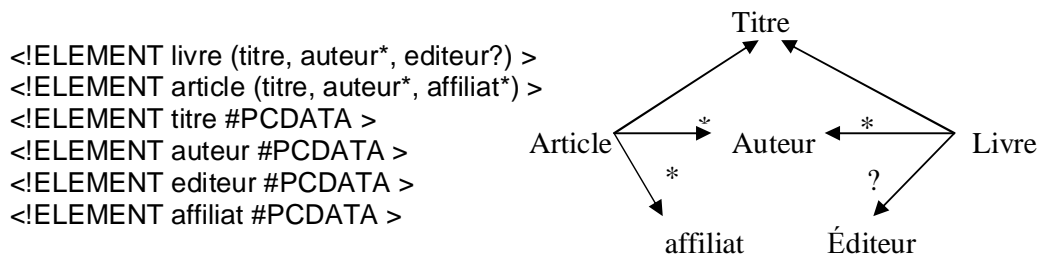 <!ELEMENT livre (titre, auteur*, editeur?) >
<!ELEMENT article (titre, auteur*, affiliat*) >
<!ELEMENT titre #PCDATA >
<!ELEMENT auteur #PCDATA >
<!ELEMENT editeur #PCDATA >
<!ELEMENT affiliat #PCDATA >
Titre
* *
Article Auteur Livre
* ?
affiliat Éditeur